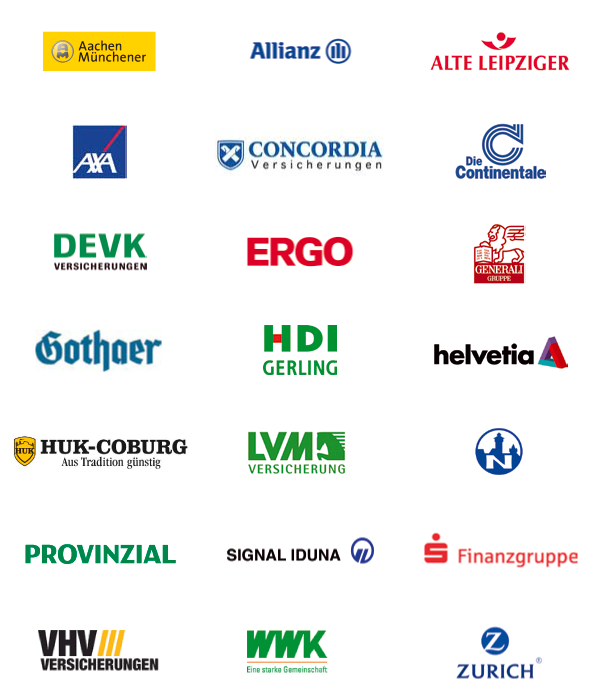 Aachen
Münchener
Allianz
ALTE LEIPZIGER
AXA
CONCORDIA
Versicherungen
Die
Continentale
DEVK
VERSICHERUNGEN
ERGO
GENERALI
GRUPPE
Gothaer
HDI
GERLING
helvetia
HUK
HUK-COBURG
Aus Tradition günstig
LVM
VERSICHERUNG
N
PROVINZIAL
SIGNAL IDUNA
S Finanzgruppe
VHV
VERSICHERUNGEN
WWK
Eine starke Gemeinschaft
Z
ZURICH®